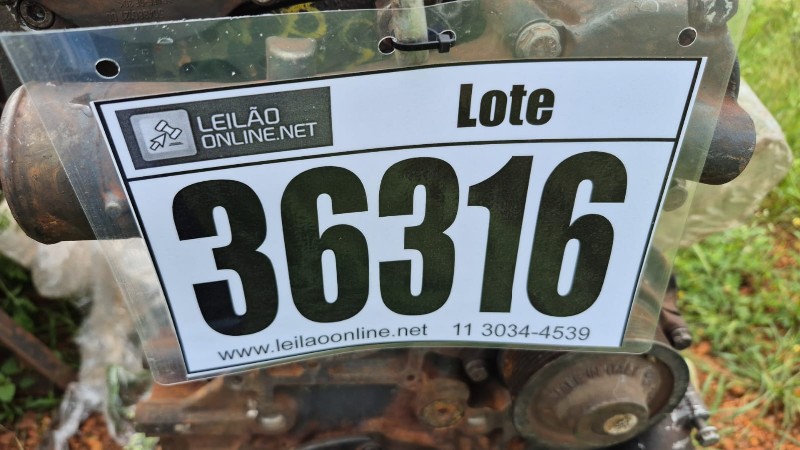 LEILÃO
ONLINE.NET
Lote
36316
www.leilaoonline.net 11 3034-4539